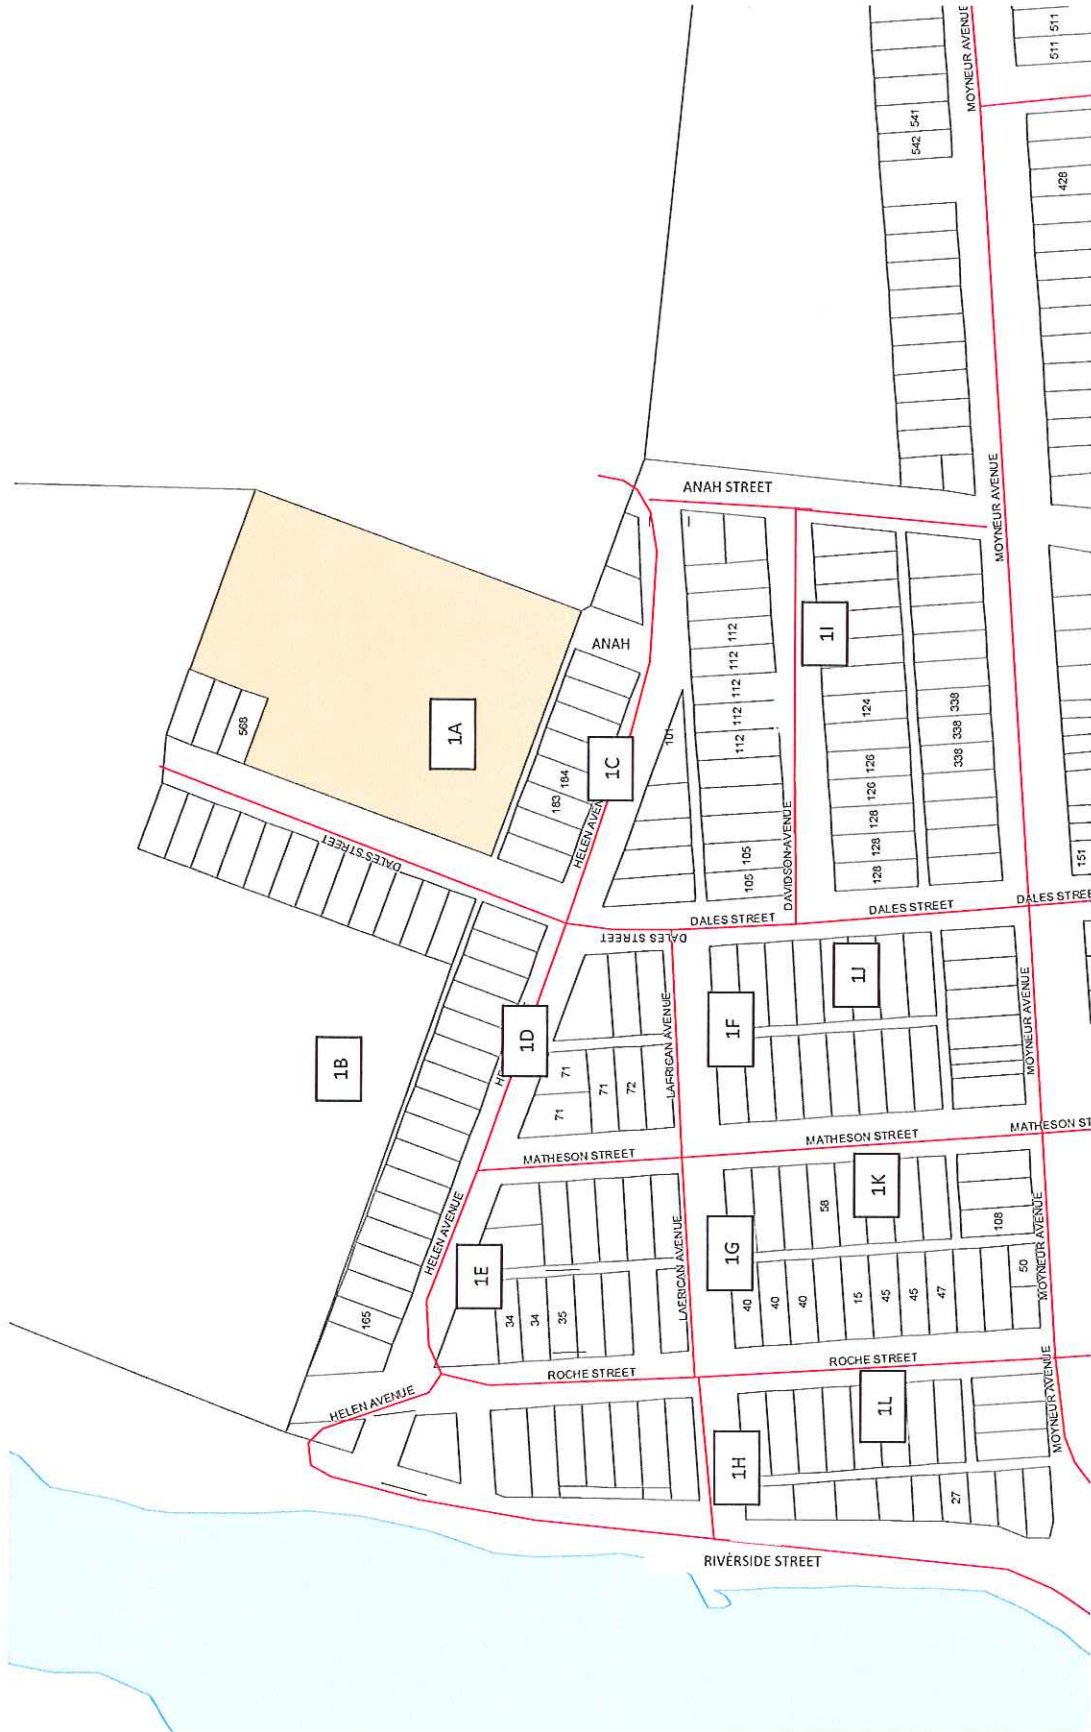 MOYNEUR AVENUE
511
511
541
542
428
ANAH STREET
MOYNEUR AVENUE
ANAH
568
1A
1I
112
112
112
112
112
101
124
338
338
338
126
126
128
128
128
184
183
1C
HELEN AVEN
DALES STREET
105
105
DAVIDSON AVENUE
151
DALES STREET
DALES STREET
DALES STREE
DALES STREET
1B
1D
1F
1J
LARRICAN AVENUE
MOYNEUR AVENUE
71
71
71
72
MATHESON STREET
MATHESON STREET
MATHESON ST
HELEN AVENUE
1E
1G
1K
58
108
LARRICAN AVENUE
MOYNEUR AVENUE
165
34
34
35
40
40
40
15
45
45
47
50
ROCHE STREET
ROCHE STREET
HELEN AVENUE
1H
1L
MOYNEUR AVENUE
27
RIVERSIDE STREET